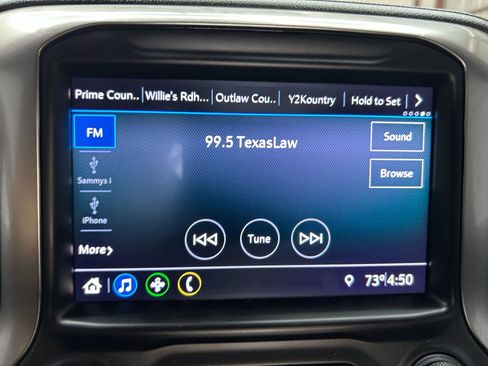 Prime Coun.. Willie's Rdh... Outlaw Cou.. Y2Kountry Hold to Set
FM
99.5 TexasLaw
Sound
Sammys i
Browse
iPhone
More
Tune
73° 4:50